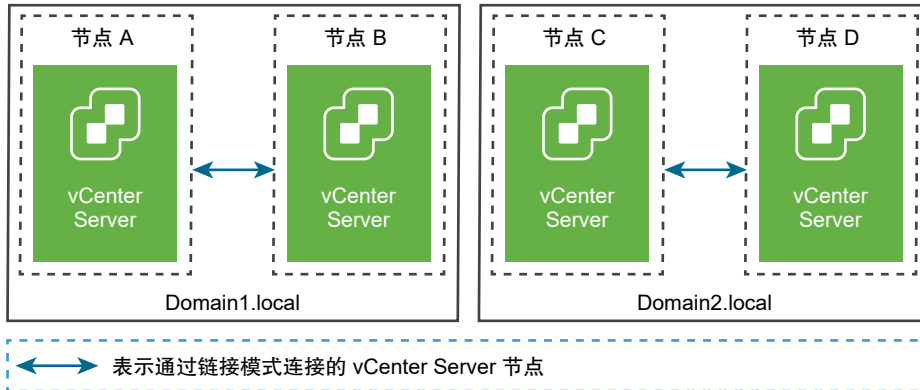 节点 A
节点 B
节点 C
节点 D
vCenter
Server
vCenter
Server
vCenter
Server
vCenter
Server
Domain1.local
Domain2.local
表示通过链接模式连接的 vCenter Server 节点